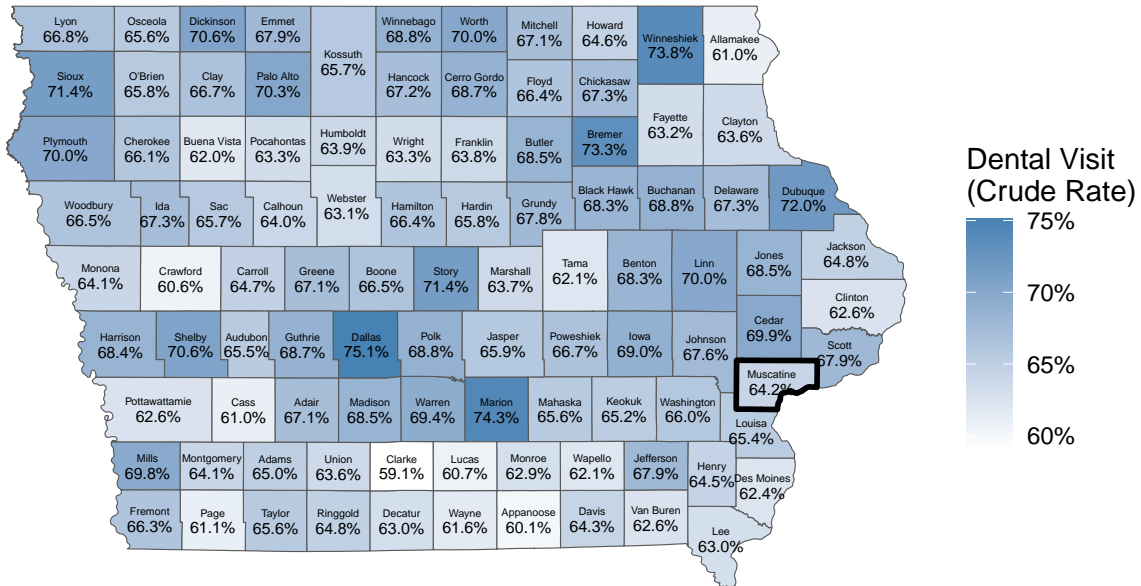 Lyon
66.8%
Osceola
65.6%
Dickinson
70.6%
Emmet
67.9%
Kossuth
65.7%
Winnebago
68.8%
Worth
70.0%
Mitchell
67.1%
Howard
64.6%
Winneshiek
73.8%
Allamakee
61.0%
Sioux
71.4%
O'Brien
65.8%
Clay
66.7%
Palo Alto
70.3%
Hancock
67.2%
Cerro Gordo
68.7%
Floyd
66.4%
Chickasaw
67.3%
Fayette
63.2%
Clayton
63.6%
Plymouth
70.0%
Cherokee
66.1%
Buena Vista
62.0%
Pocahontas
63.3%
Humboldt
63.9%
Wright
63.3%
Franklin
63.8%
Butler
68.5%
Bremer
73.3%
Woodbury
66.5%
Ida
67.3%
Sac
65.7%
Calhoun
64.0%
Webster
63.1%
Hamilton
66.4%
Hardin
65.8%
Grundy
67.8%
Black Hawk
68.3%
Buchanan
68.8%
Delaware
67.3%
Dubuque
72.0%
Monona
64.1%
Crawford
60.6%
Carroll
64.7%
Greene
67.1%
Boone
66.5%
Story
71.4%
Marshall
63.7%
Tama
62.1%
Benton
68.3%
Linn
70.0%
Jones
68.5%
Jackson
64.8%
Clinton
62.6%
Harrison
68.4%
Shelby
70.6%
Audubon
65.5%
Guthrie
68.7%
Dallas
75.1%
Polk
68.8%
Jasper
65.9%
Poweshiek
66.7%
Iowa
69.0%
Johnson
67.6%
Cedar
69.9%
Scott
67.9%
Muscatine
64.2%
Pottawattamie
62.6%
Cass
61.0%
Adair
67.1%
Madison
68.5%
Warren
69.4%
Marion
74.3%
Mahaska
65.6%
Keokuk
65.2%
Washington
66.0%
Louisa
65.4%
Mills
69.8%
Montgomery
64.1%
Adams
65.0%
Union
63.6%
Clarke
59.1%
Lucas
60.7%
Monroe
62.9%
Wapello
62.1%
Jefferson
67.9%
Henry
64.5%
Des Moines
62.4%
Fremont
66.3%
Page
61.1%
Taylor
65.6%
Ringgold
64.8%
Decatur
63.0%
Wayne
61.6%
Appanoose
60.1%
Davis
64.3%
Van Buren
62.6%
Lee
63.0%
Dental Visit
(Crude Rate)
75%
70%
65%
60%